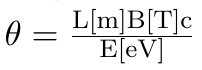 θ = L[m]B[T]c / E[eV]